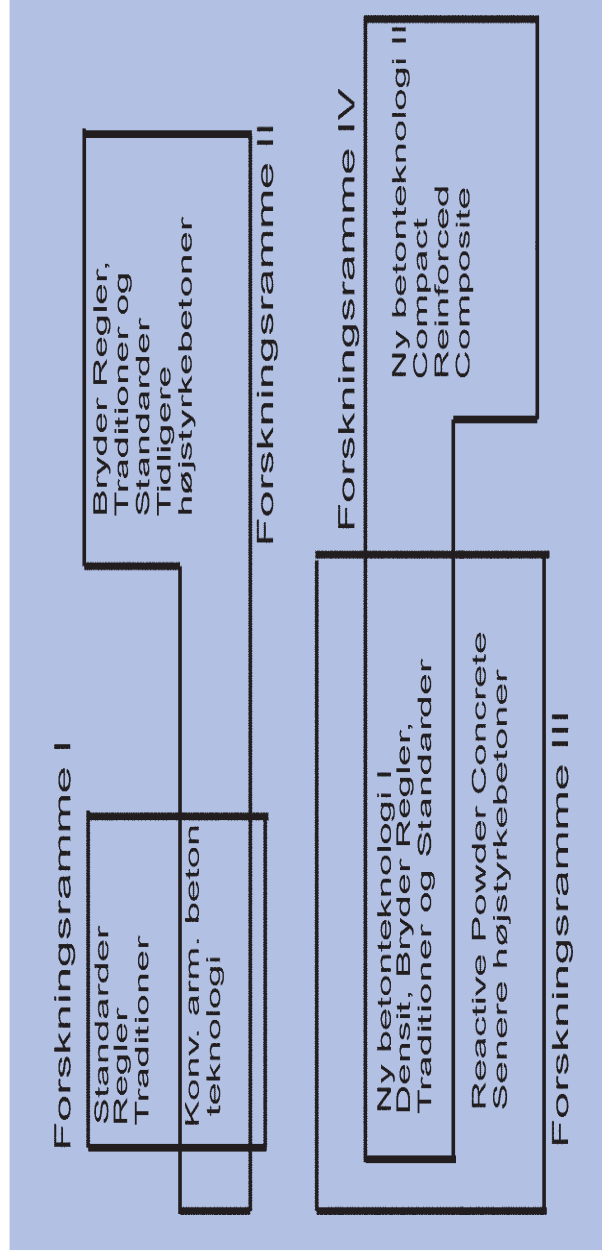 Forskningsramme I
Standarder
Regler
Traditioner
Konv. arm. beton
teknologi
Bryder Regler,
Traditioner og
Standarder
Tidligere
højstyrkebetoner
Forskningsramme II
Forskningsramme IV
Ny betonteknologi I
Densit, Bryder Regler,
Traditioner og Standarder
Reactive Powder Concrete
Senere højstyrkebetoner
Ny betonteknologi II
Compact
Reinforced
Composite
Forskningsramme III